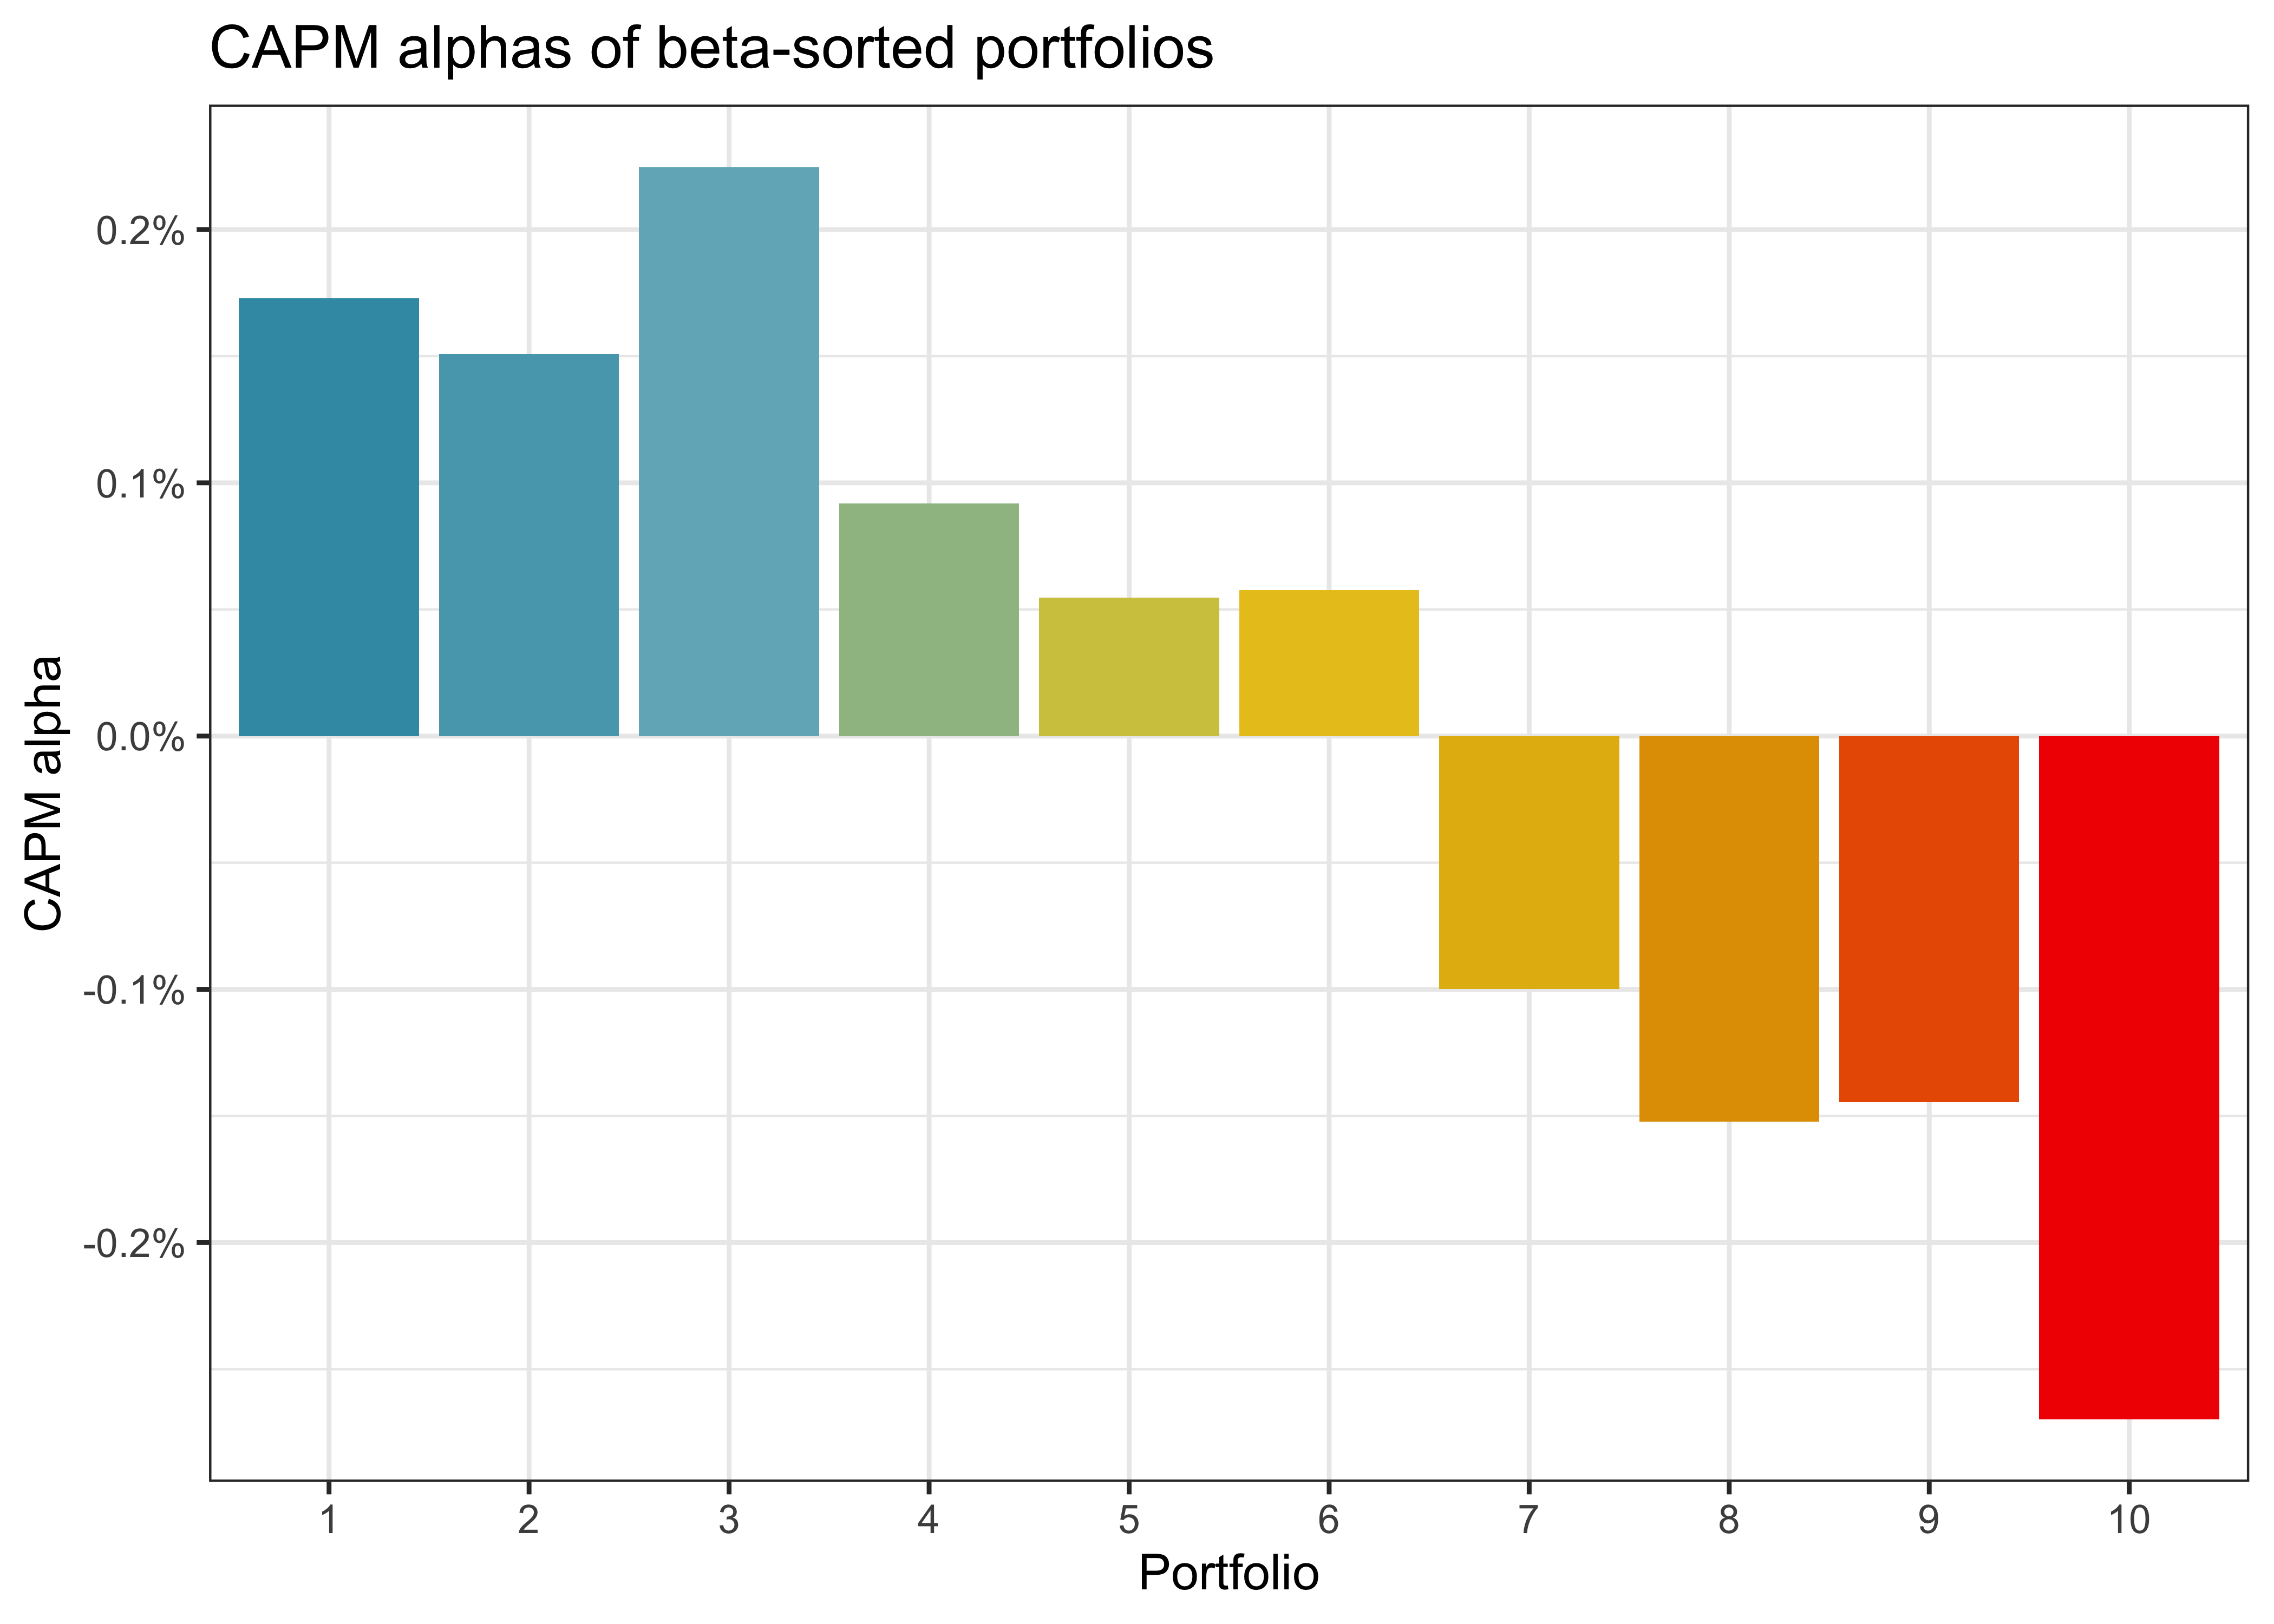 CAPM alphas of beta-sorted portfolios
CAPM alpha
0.2%
0.1%
0.0%
-0.1%
-0.2%
1 2 3 4 5 6 7 8 9 10
Portfolio